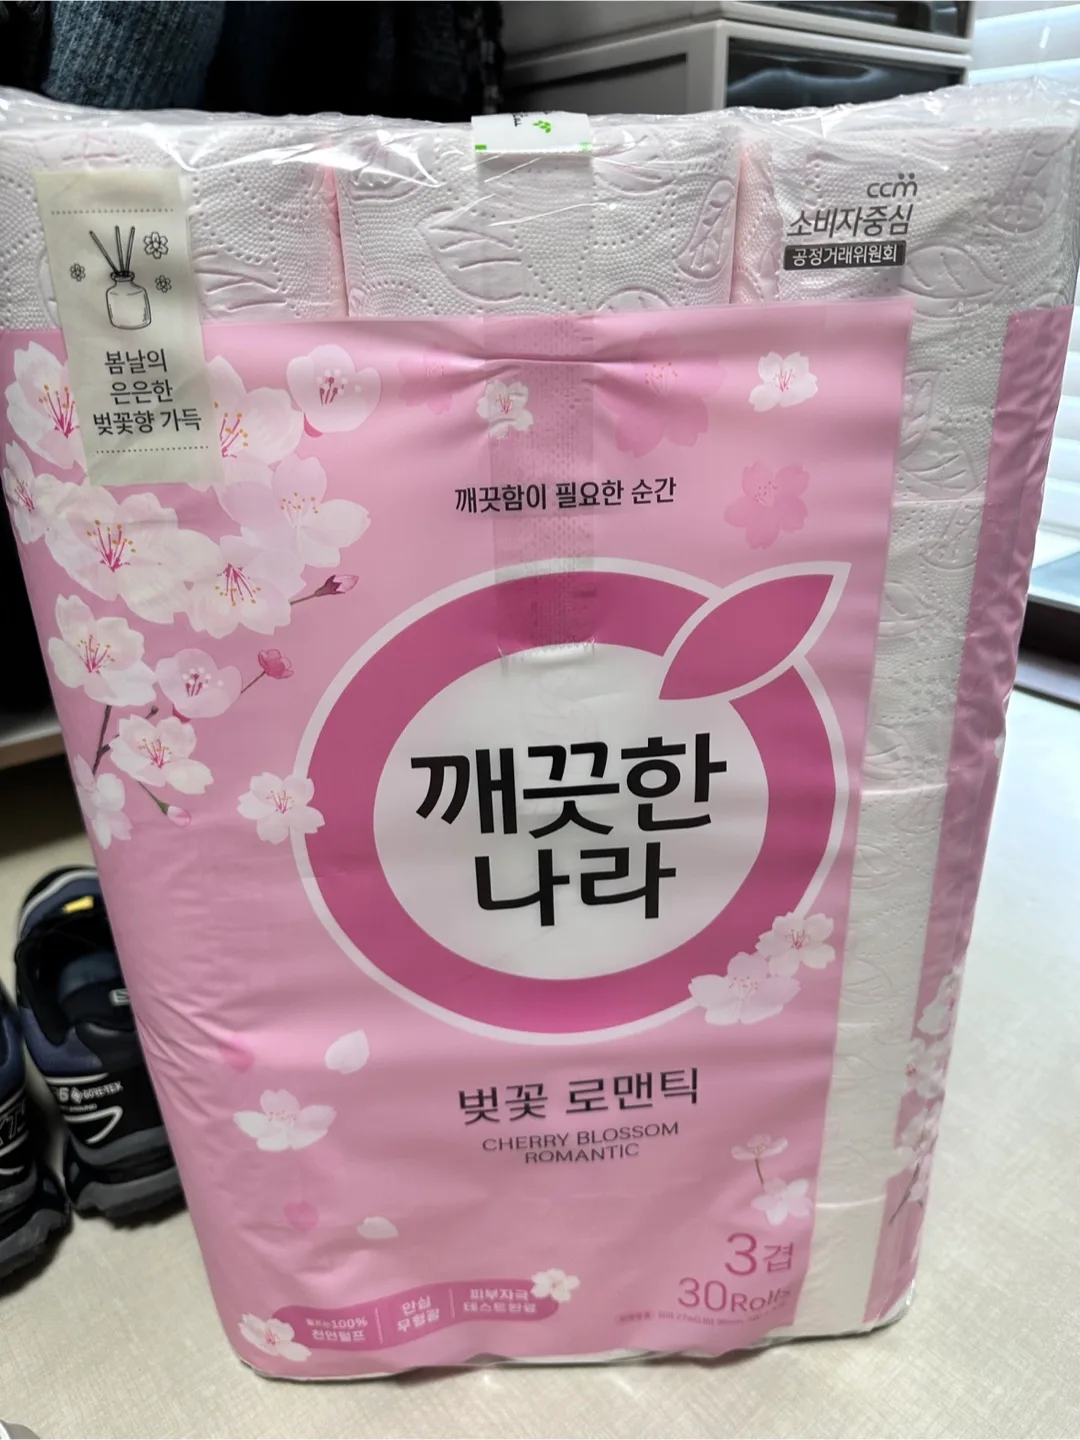 ccm
소비자중심
공정거래위원회
봄날의
은은한
벚꽃향 가득
깨끗함이 필요한 순간
깨끗한
나라
벚꽃 로맨틱
CHERRY BLOSSOM
ROMANTIC
3겹
30Rolls
100%
천연펄프
안심
무형광
피부자극
테스트완료
GORE-TEX